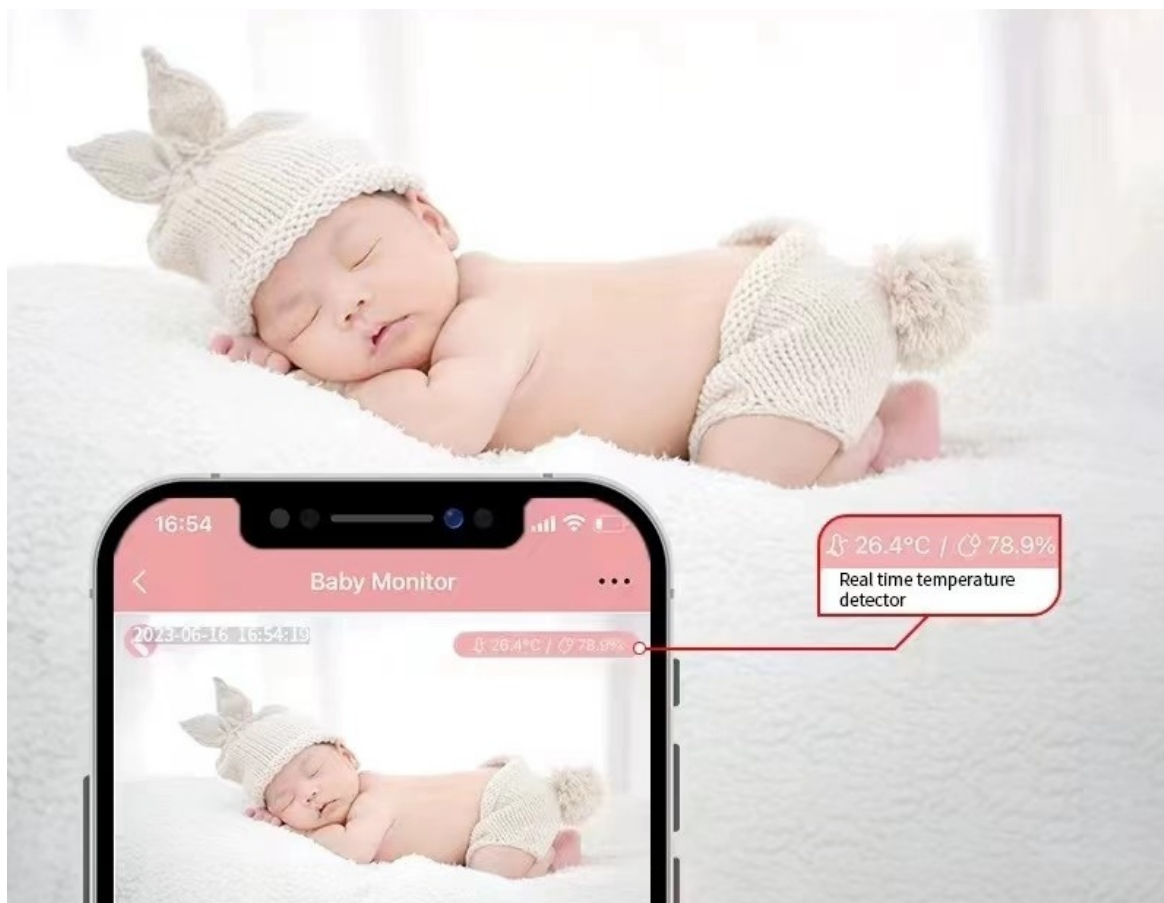 16:54
Baby Monitor
2023-06-16 16:54:19
26.4°C / 78.9%
26.4°C / 78.9%
Real time temperature
detector